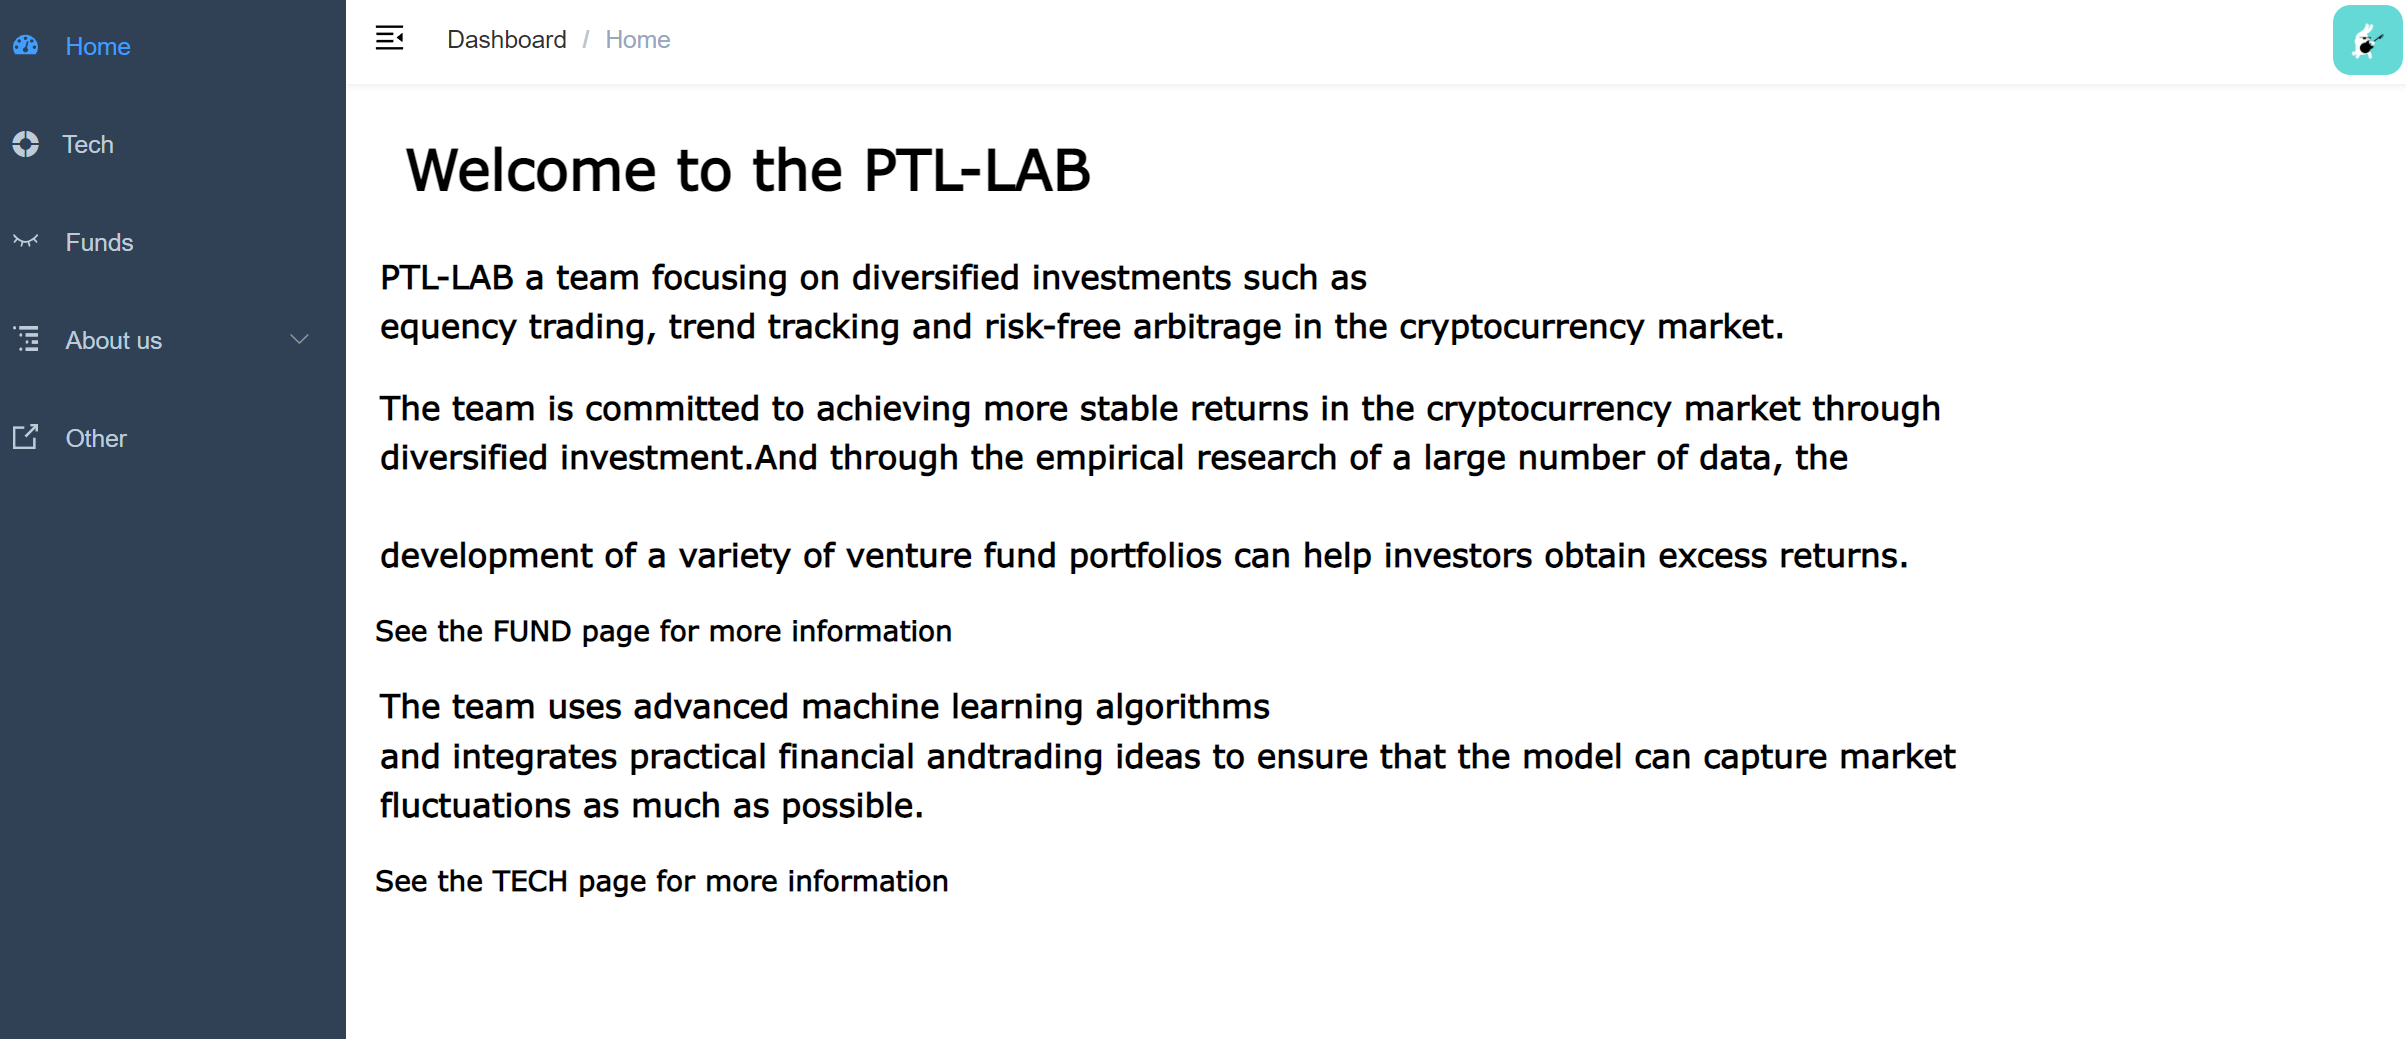 Home
Tech
Funds
About us
Other
Dashboard / Home
Welcome to the PTL-LAB
PTL-LAB a team focusing on diversified investments such as
equency trading, trend tracking and risk-free arbitrage in the cryptocurrency market.
The team is committed to achieving more stable returns in the cryptocurrency market through
diversified investment.And through the empirical research of a large number of data, the
development of a variety of venture fund portfolios can help investors obtain excess returns.
See the FUND page for more information
The team uses advanced machine learning algorithms
and integrates practical financial andtrading ideas to ensure that the model can capture market
fluctuations as much as possible.
See the TECH page for more information